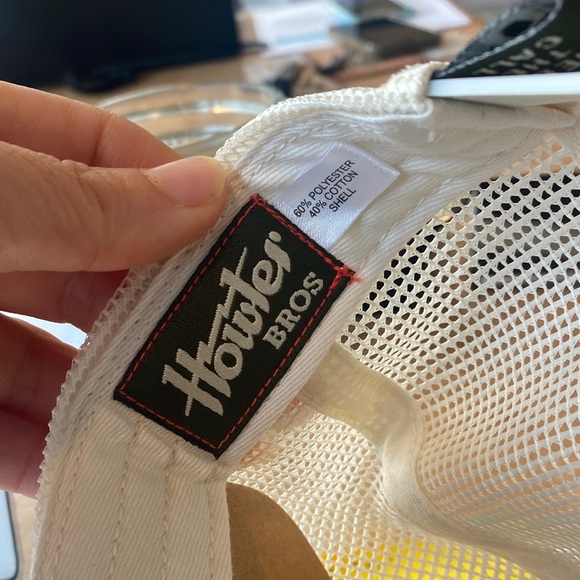 Howler
BROS
60% POLYESTER
40% COTTON
SHELL